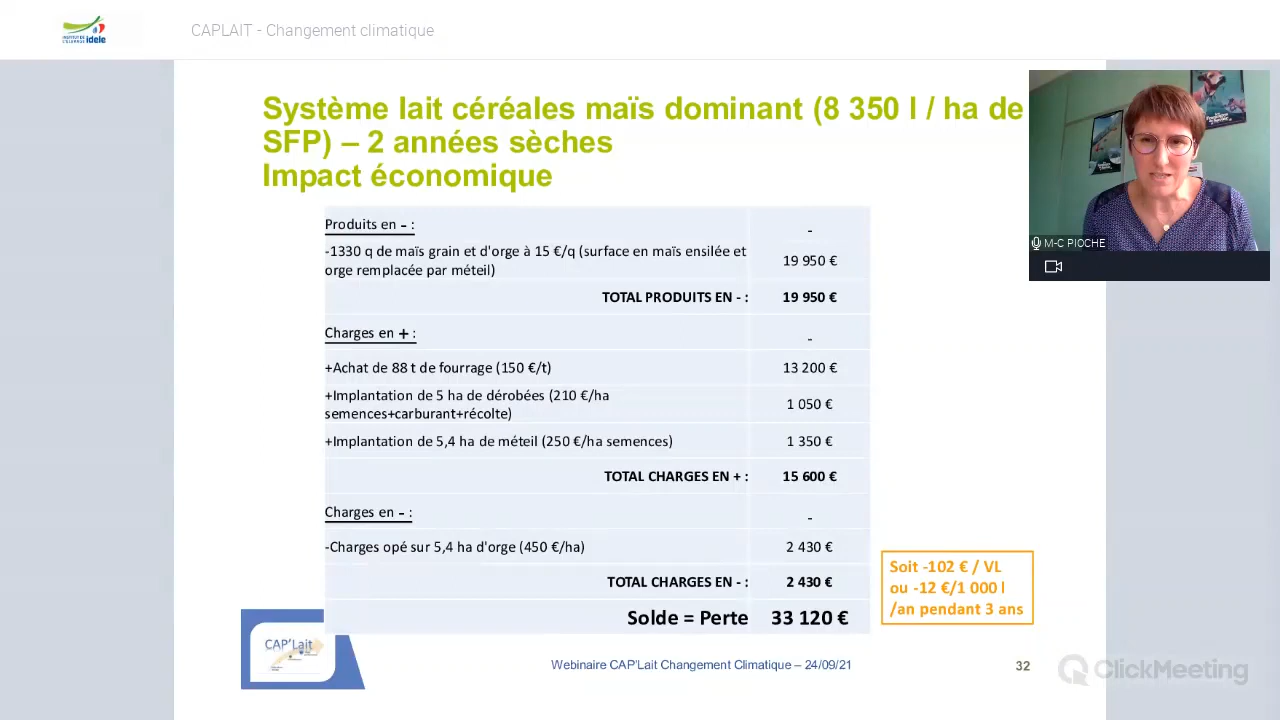 INSTITUT DE
L'ELEVAGE idele
CAPLAIT - Changement climatique
Système lait céréales maïs dominant (8 350 l / ha de
SFP) – 2 années sèches
Impact économique
Produits en - :
-
-1330 q de maïs grain et d'orge à 15 €/q (surface en maïs ensilée et
orge remplacée par méteil)
19 950 €
TOTAL PRODUITS EN - :
19 950 €
Charges en + :
-
+Achat de 88 t de fourrage (150 €/t)
13 200 €
+Implantation de 5 ha de dérobées (210 €/ha
semences+carburant+récolte)
1 050 €
+Implantation de 5,4 ha de méteil (250 €/ha semences)
1 350 €
TOTAL CHARGES EN + :
15 600 €
Charges en - :
-
-Charges opé sur 5,4 ha d'orge (450 €/ha)
2 430 €
TOTAL CHARGES EN - :
2 430 €
Solde = Perte
33 120 €
Soit -102 € / VL
ou -12 €/1 000 l
/an pendant 3 ans
M-C PIOCHE
CAP'Lait
Webinaire CAP'Lait Changement Climatique – 24/09/21
32
ClickMeeting